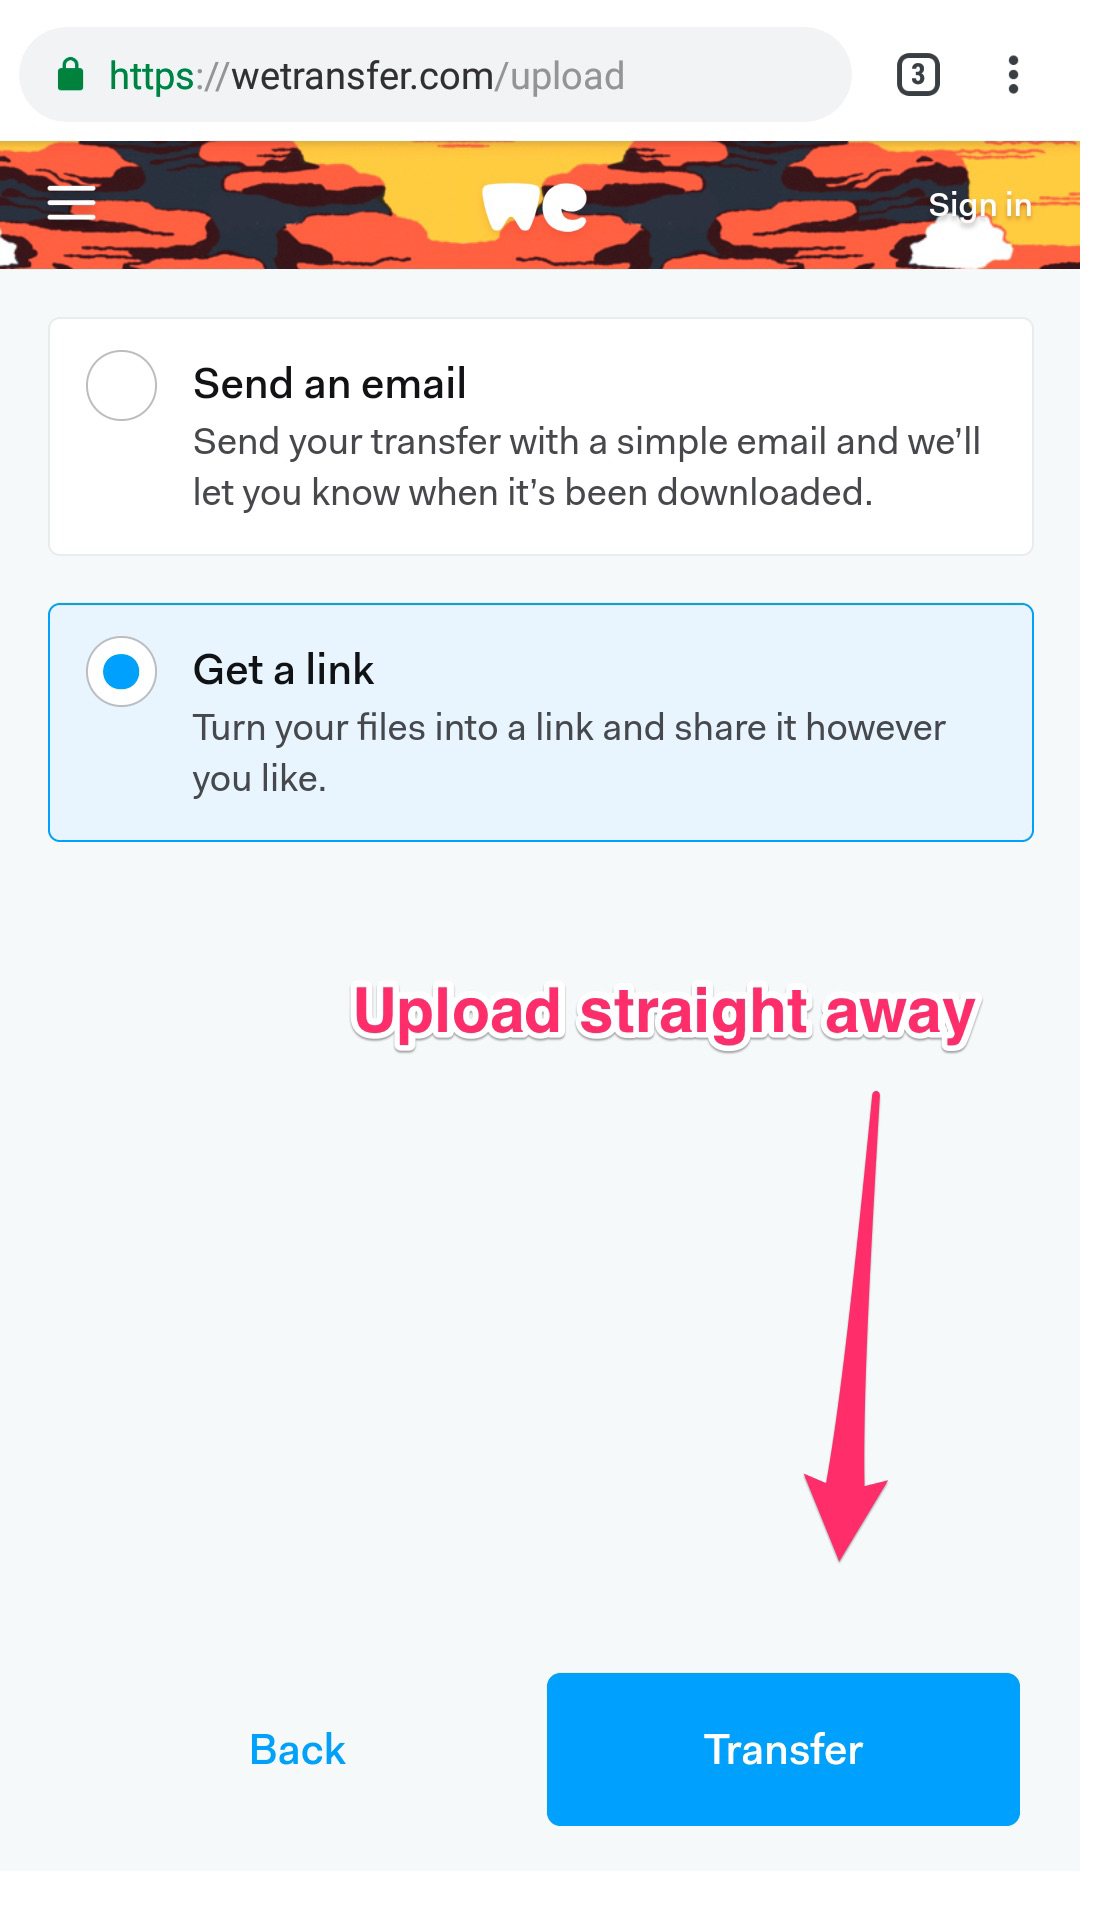 https://wetransfer.com/upload
3
we
Sign in
Send an email
Send your transfer with a simple email and we’ll
let you know when it’s been downloaded.
Get a link
Turn your files into a link and share it however
you like.
Upload straight away
Back
Transfer